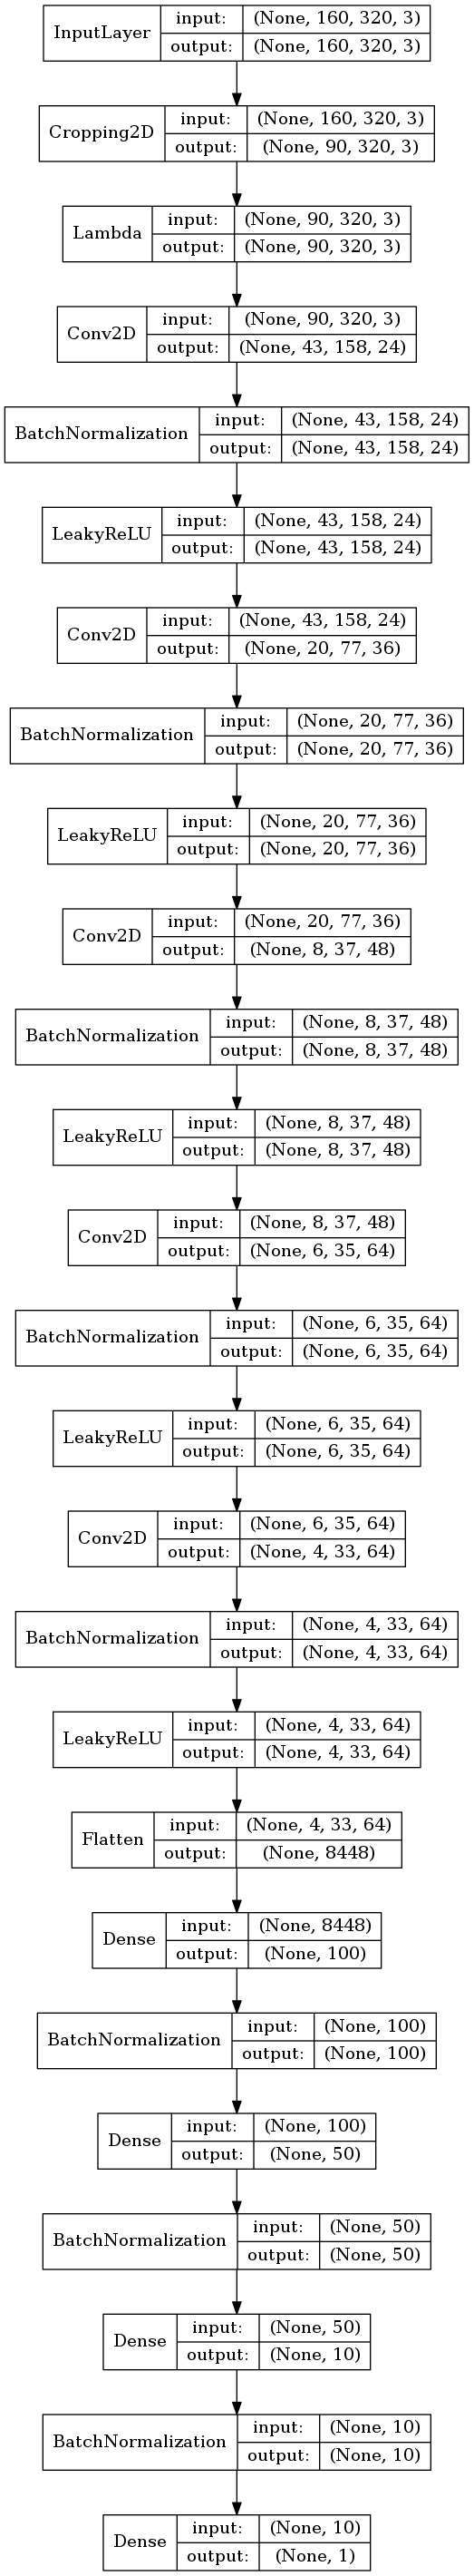 InputLayer input: (None, 160, 320, 3)
output: (None, 160, 320, 3)
Cropping2D input: (None, 160, 320, 3)
output: (None, 90, 320, 3)
Lambda input: (None, 90, 320, 3)
output: (None, 90, 320, 3)
Conv2D input: (None, 90, 320, 3)
output: (None, 43, 158, 24)
BatchNormalization input: (None, 43, 158, 24)
output: (None, 43, 158, 24)
LeakyReLU input: (None, 43, 158, 24)
output: (None, 43, 158, 24)
Conv2D input: (None, 43, 158, 24)
output: (None, 20, 77, 36)
BatchNormalization input: (None, 20, 77, 36)
output: (None, 20, 77, 36)
LeakyReLU input: (None, 20, 77, 36)
output: (None, 20, 77, 36)
Conv2D input: (None, 20, 77, 36)
output: (None, 8, 37, 48)
BatchNormalization input: (None, 8, 37, 48)
output: (None, 8, 37, 48)
LeakyReLU input: (None, 8, 37, 48)
output: (None, 8, 37, 48)
Conv2D input: (None, 8, 37, 48)
output: (None, 6, 35, 64)
BatchNormalization input: (None, 6, 35, 64)
output: (None, 6, 35, 64)
LeakyReLU input: (None, 6, 35, 64)
output: (None, 6, 35, 64)
Conv2D input: (None, 6, 35, 64)
output: (None, 4, 33, 64)
BatchNormalization input: (None, 4, 33, 64)
output: (None, 4, 33, 64)
LeakyReLU input: (None, 4, 33, 64)
output: (None, 4, 33, 64)
Flatten input: (None, 4, 33, 64)
output: (None, 8448)
Dense input: (None, 8448)
output: (None, 100)
BatchNormalization input: (None, 100)
output: (None, 100)
Dense input: (None, 100)
output: (None, 50)
BatchNormalization input: (None, 50)
output: (None, 50)
Dense input: (None, 50)
output: (None, 10)
BatchNormalization input: (None, 10)
output: (None, 10)
Dense input: (None, 10)
output: (None, 1)